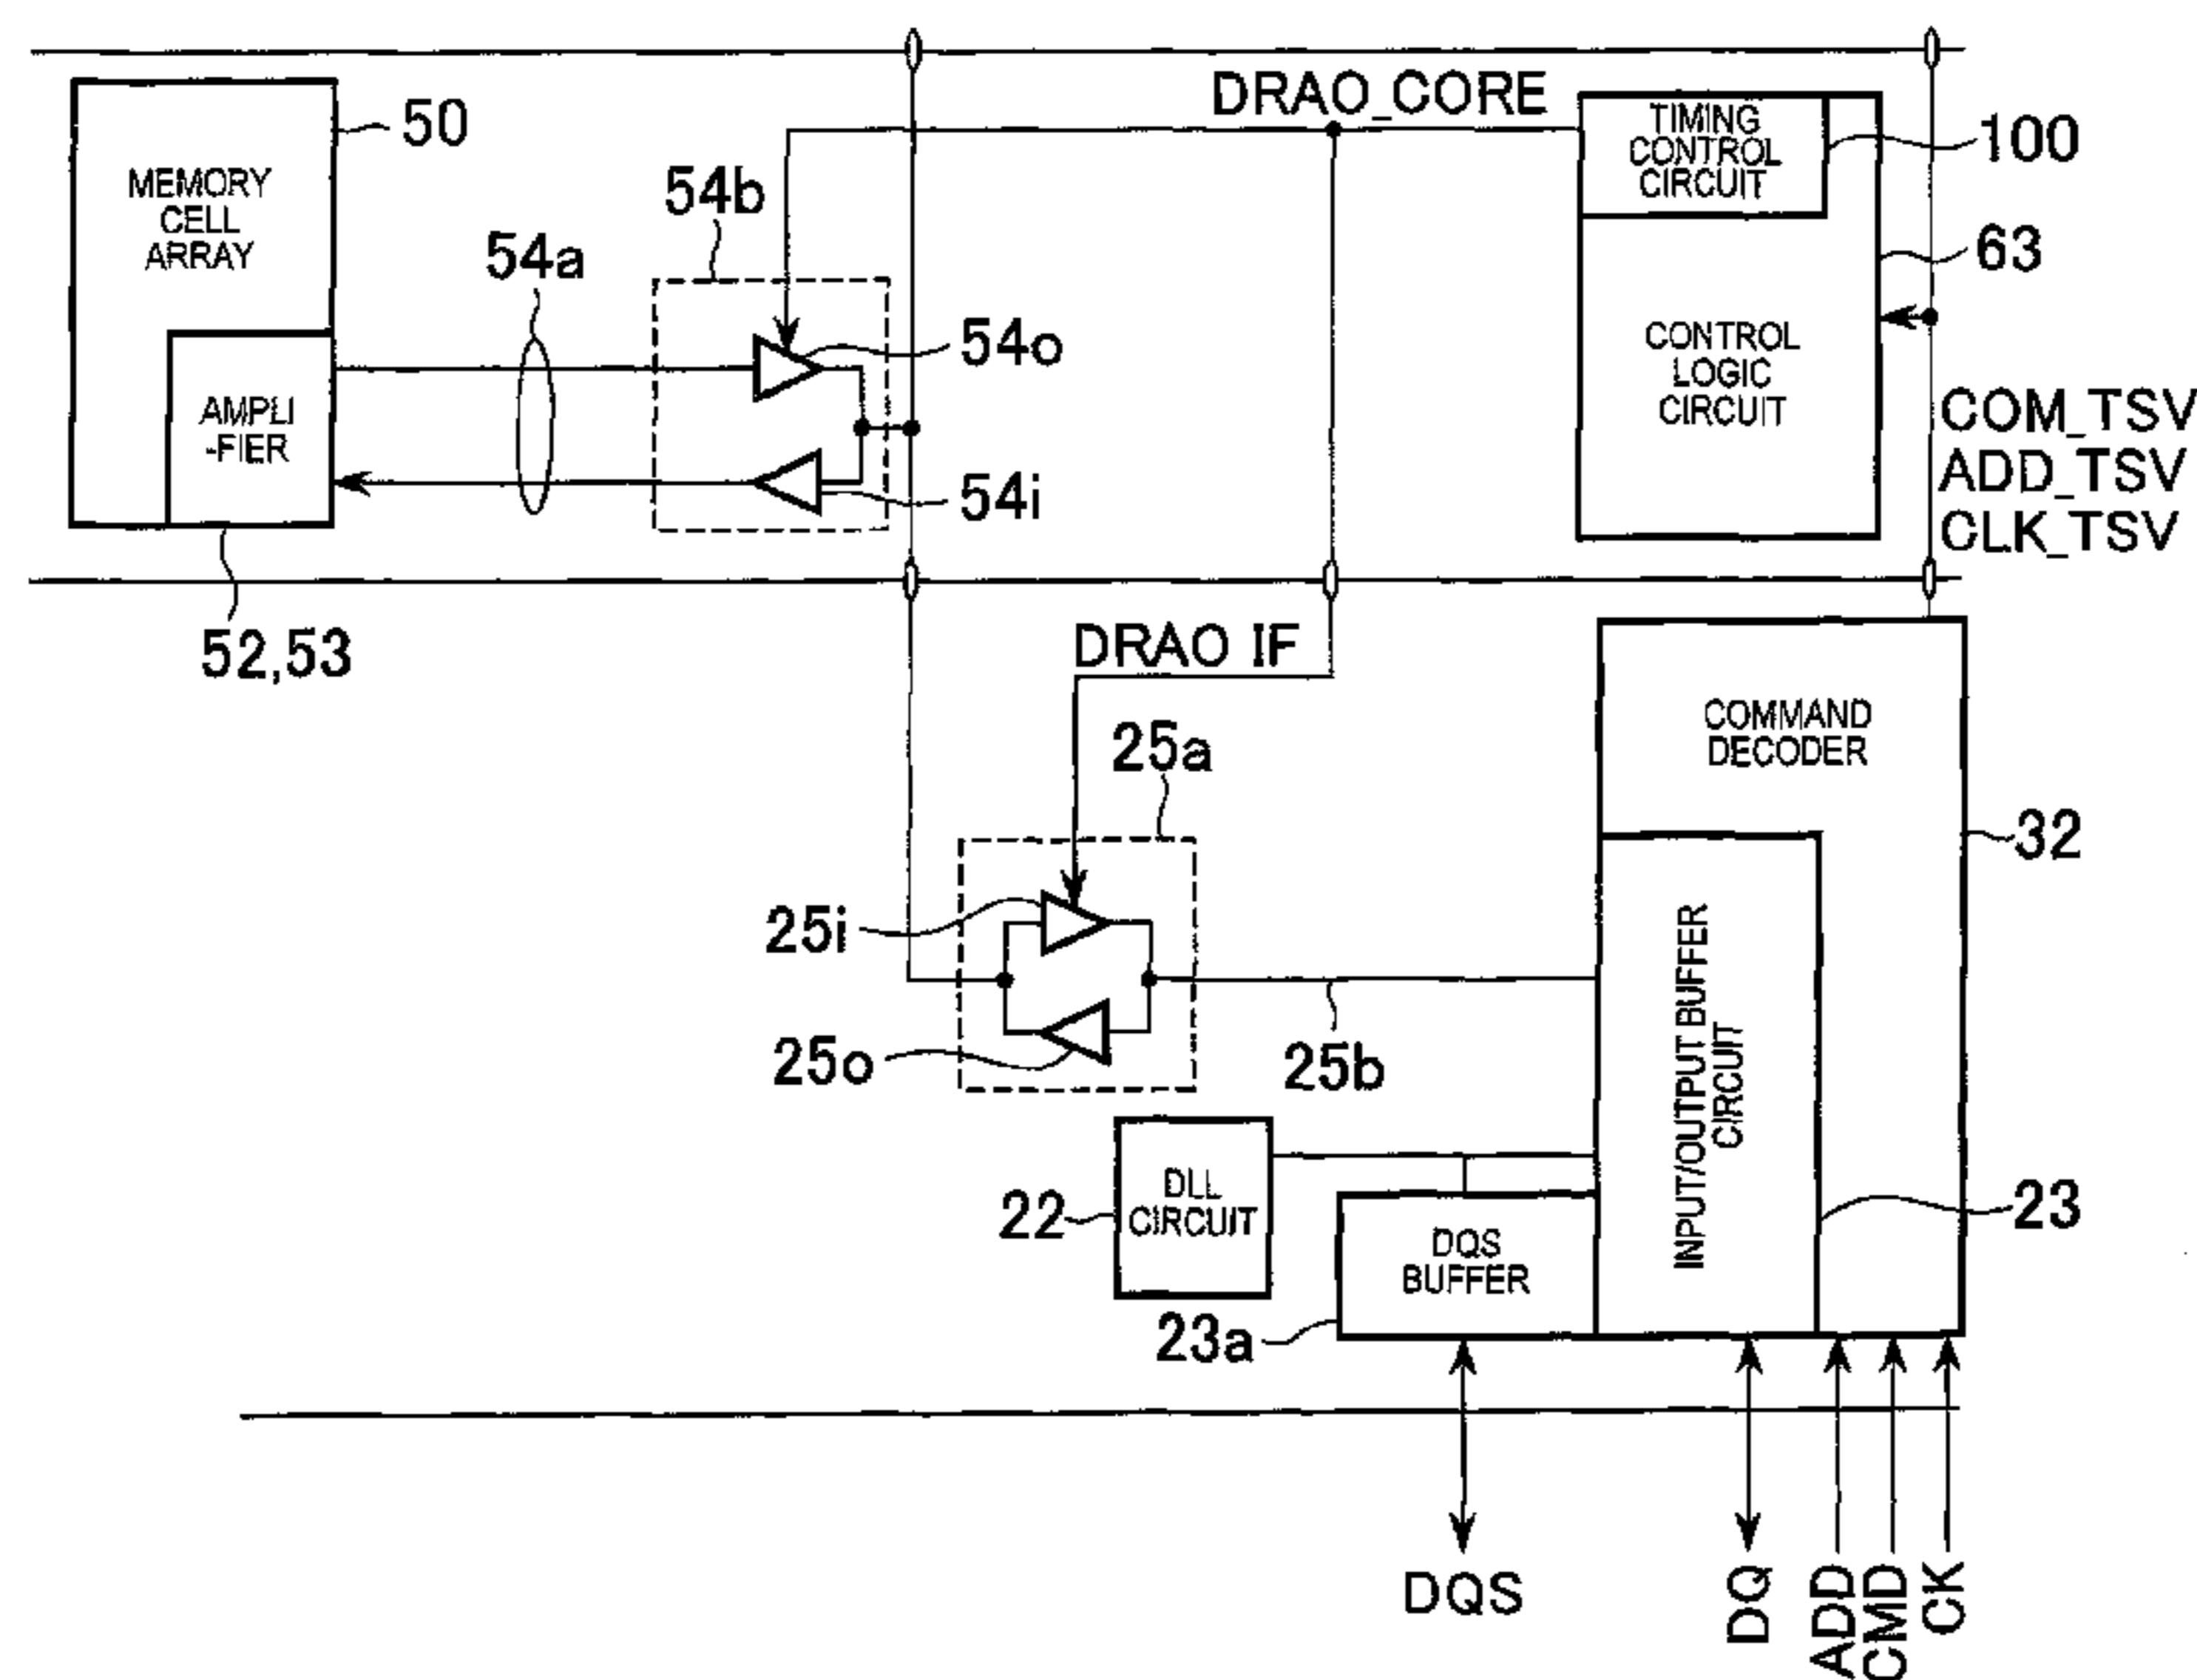 DRAO_CORE
TIMING
CONTROL
CIRCUIT
100
50
MEMORY
CELL
ARRAY
54b
54a
63
54o
CONTROL
LOGIC
CIRCUIT
AMPLI
-FIER
54i
COM_TSV
ADD_TSV
CLK_TSV
52,53
DRAO IF
COMMAND
DECODER
25a
32
25i
INPUT/OUTPUT BUFFER
CIRCUIT
25o
25b
22
DLL
CIRCUIT
23
DQS
BUFFER
23a
DQS
DQ
ADD
CMD
CK